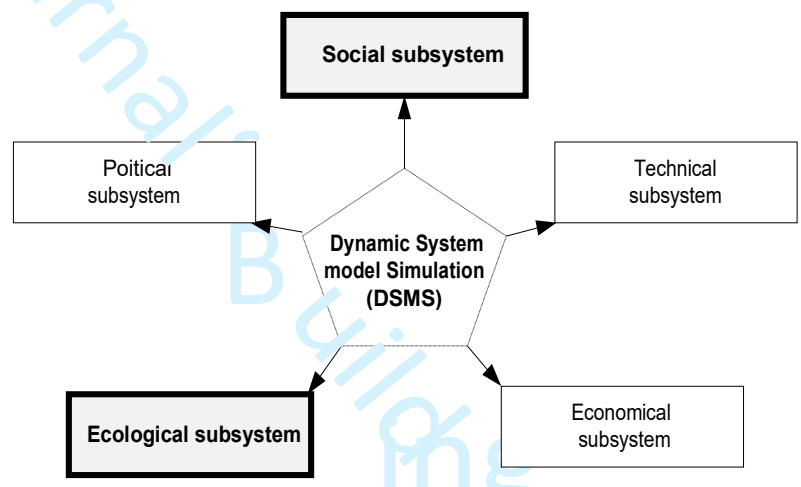 Social subsystem
Poitical
subsystem
Technical
subsystem
Dynamic System
model Simulation
(DSMS)
Ecological subsystem
Economical
subsystem